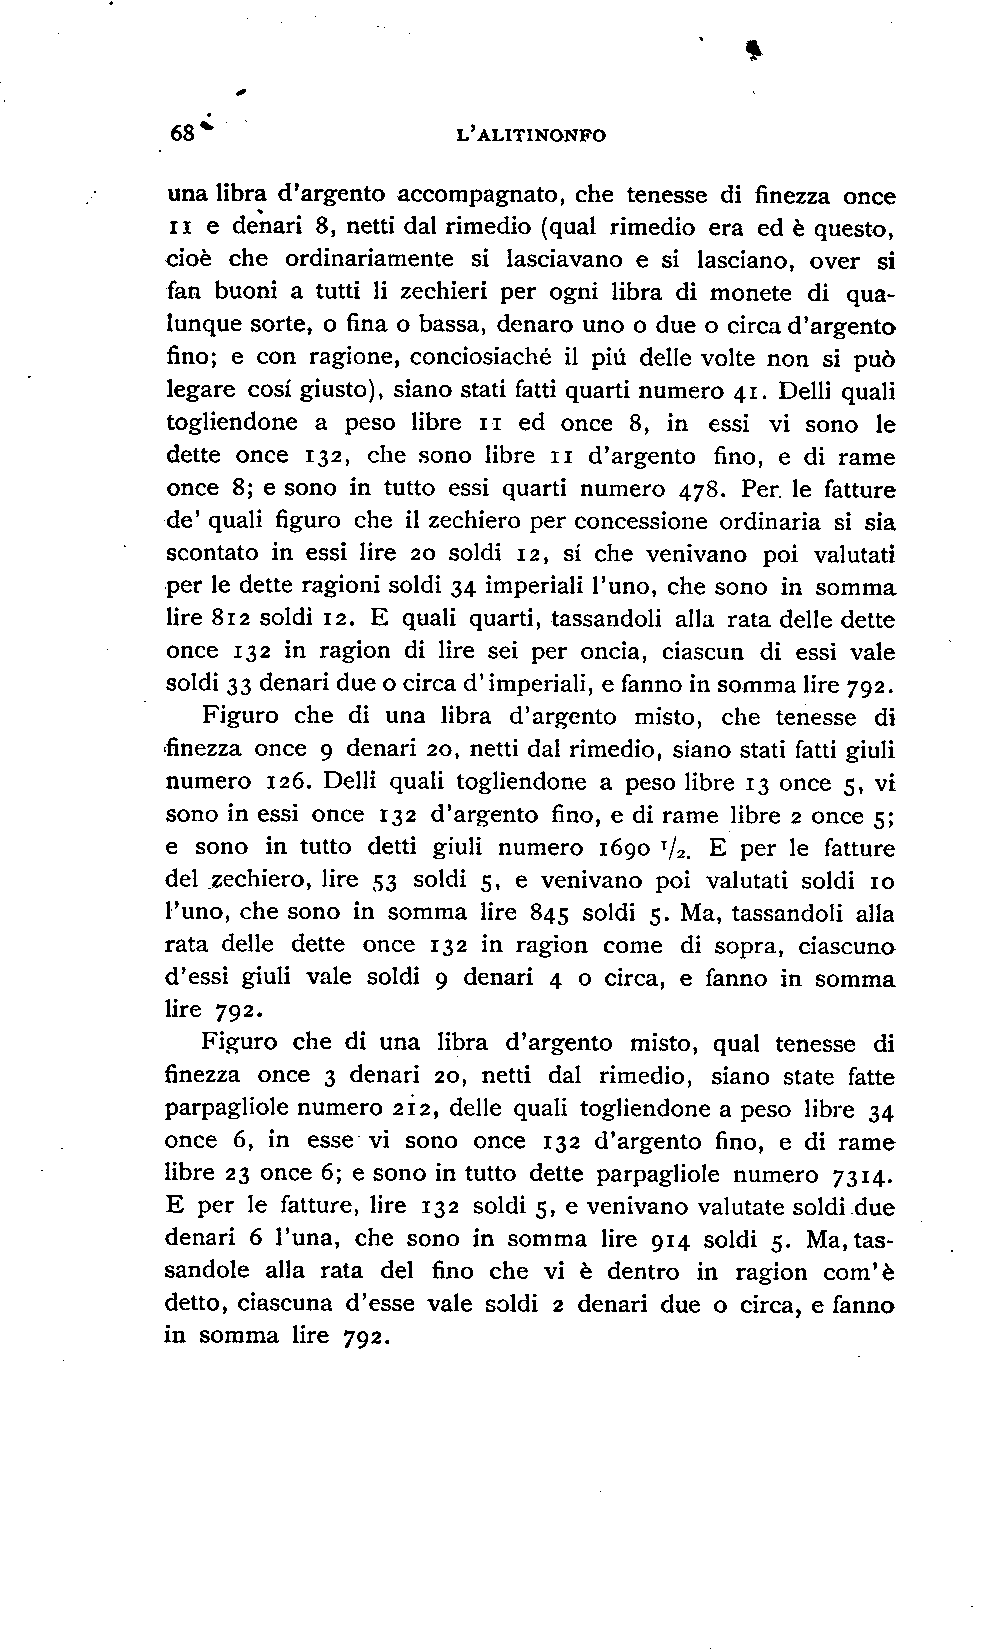 68 L'ALITINONFO
una libra d'argento accompagnato, che tenesse di finezza once
11 e denari 8, netti dal rimedio (qual rimedio era ed è questo,
cioè che ordinariamente si lasciavano e si lasciano, over si
fan buoni a tutti li zechieri per ogni libra di monete di qua-
lunque sorte, o fina o bassa, denaro uno o due o circa d'argento
fino; e con ragione, conciosiaché il piú delle volte non si può
legare cosí giusto), siano stati fatti quarti numero 41. Delli quali
togliendone a peso libre 11 ed once 8, in essi vi sono le
dette once 132, che sono libre 11 d'argento fino, e di rame
once 8; e sono in tutto essi quarti numero 478. Per. le fatture
de' quali figuro che il zechiero per concessione ordinaria si sia
scontato in essi lire 20 soldi 12, sí che venivano poi valutati
per le dette ragioni soldi 34 imperiali l'uno, che sono in somma
lire 812 soldi 12. E quali quarti, tassandoli alla rata delle dette
once 132 in ragion di lire sei per oncia, ciascun di essi vale
soldi 33 denari due o circa d'imperiali, e fanno in somma lire 792.
Figuro che di una libra d'argento misto, che tenesse di
finezza once 9 denari 20, netti dal rimedio, siano stati fatti giuli
numero 126. Delli quali togliendone a peso libre 13 once 5, vi
sono in essi once 132 d'argento fino, e di rame libre 2 once 5;
e sono in tutto detti giuli numero 1690 1/2. E per le fatture
del zechiero, lire 53 soldi 5, e venivano poi valutati soldi 10
l'uno, che sono in somma lire 845 soldi 5. Ma, tassandoli alla
rata delle dette once 132 in ragion come di sopra, ciascuno
d'essi giuli vale soldi 9 denari 4 o circa, e fanno in somma
lire 792.
Figuro che di una libra d'argento misto, qual tenesse di
finezza once 3 denari 20, netti dal rimedio, siano state fatte
parpagliole numero 212, delle quali togliendone a peso libre 34
once 6, in esse vi sono once 132 d'argento fino, e di rame
libre 23 once 6; e sono in tutto dette parpagliole numero 7314.
E per le fatture, lire 132 soldi 5, e venivano valutate soldi due
denari 6 l'una, che sono in somma lire 914 soldi 5. Ma, tas-
sandole alla rata del fino che vi è dentro in ragion com'è
detto, ciascuna d'esse vale soldi 2 denari due o circa, e fanno
in somma lire 792.